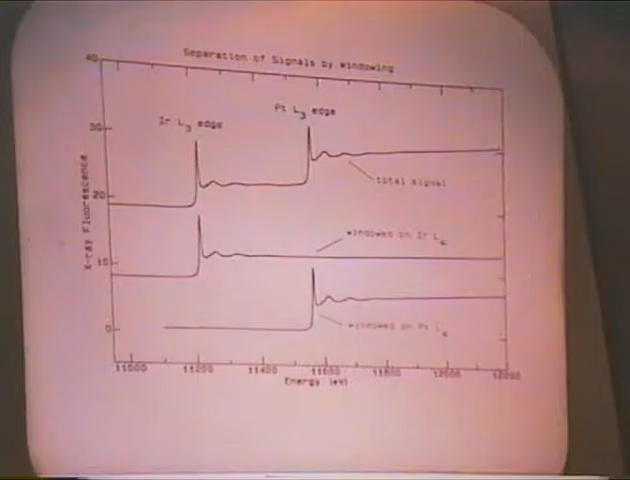 Separation of Signals by Windowing
40
Pt L3 edge
Ir L3 edge
30
total signal
20
X-ray Fluorescence
windowed on Ir Lα
10
windowed on Pt Lα
0
11000 11200 11400 11600 11800 12000 12200
Energy (eV)